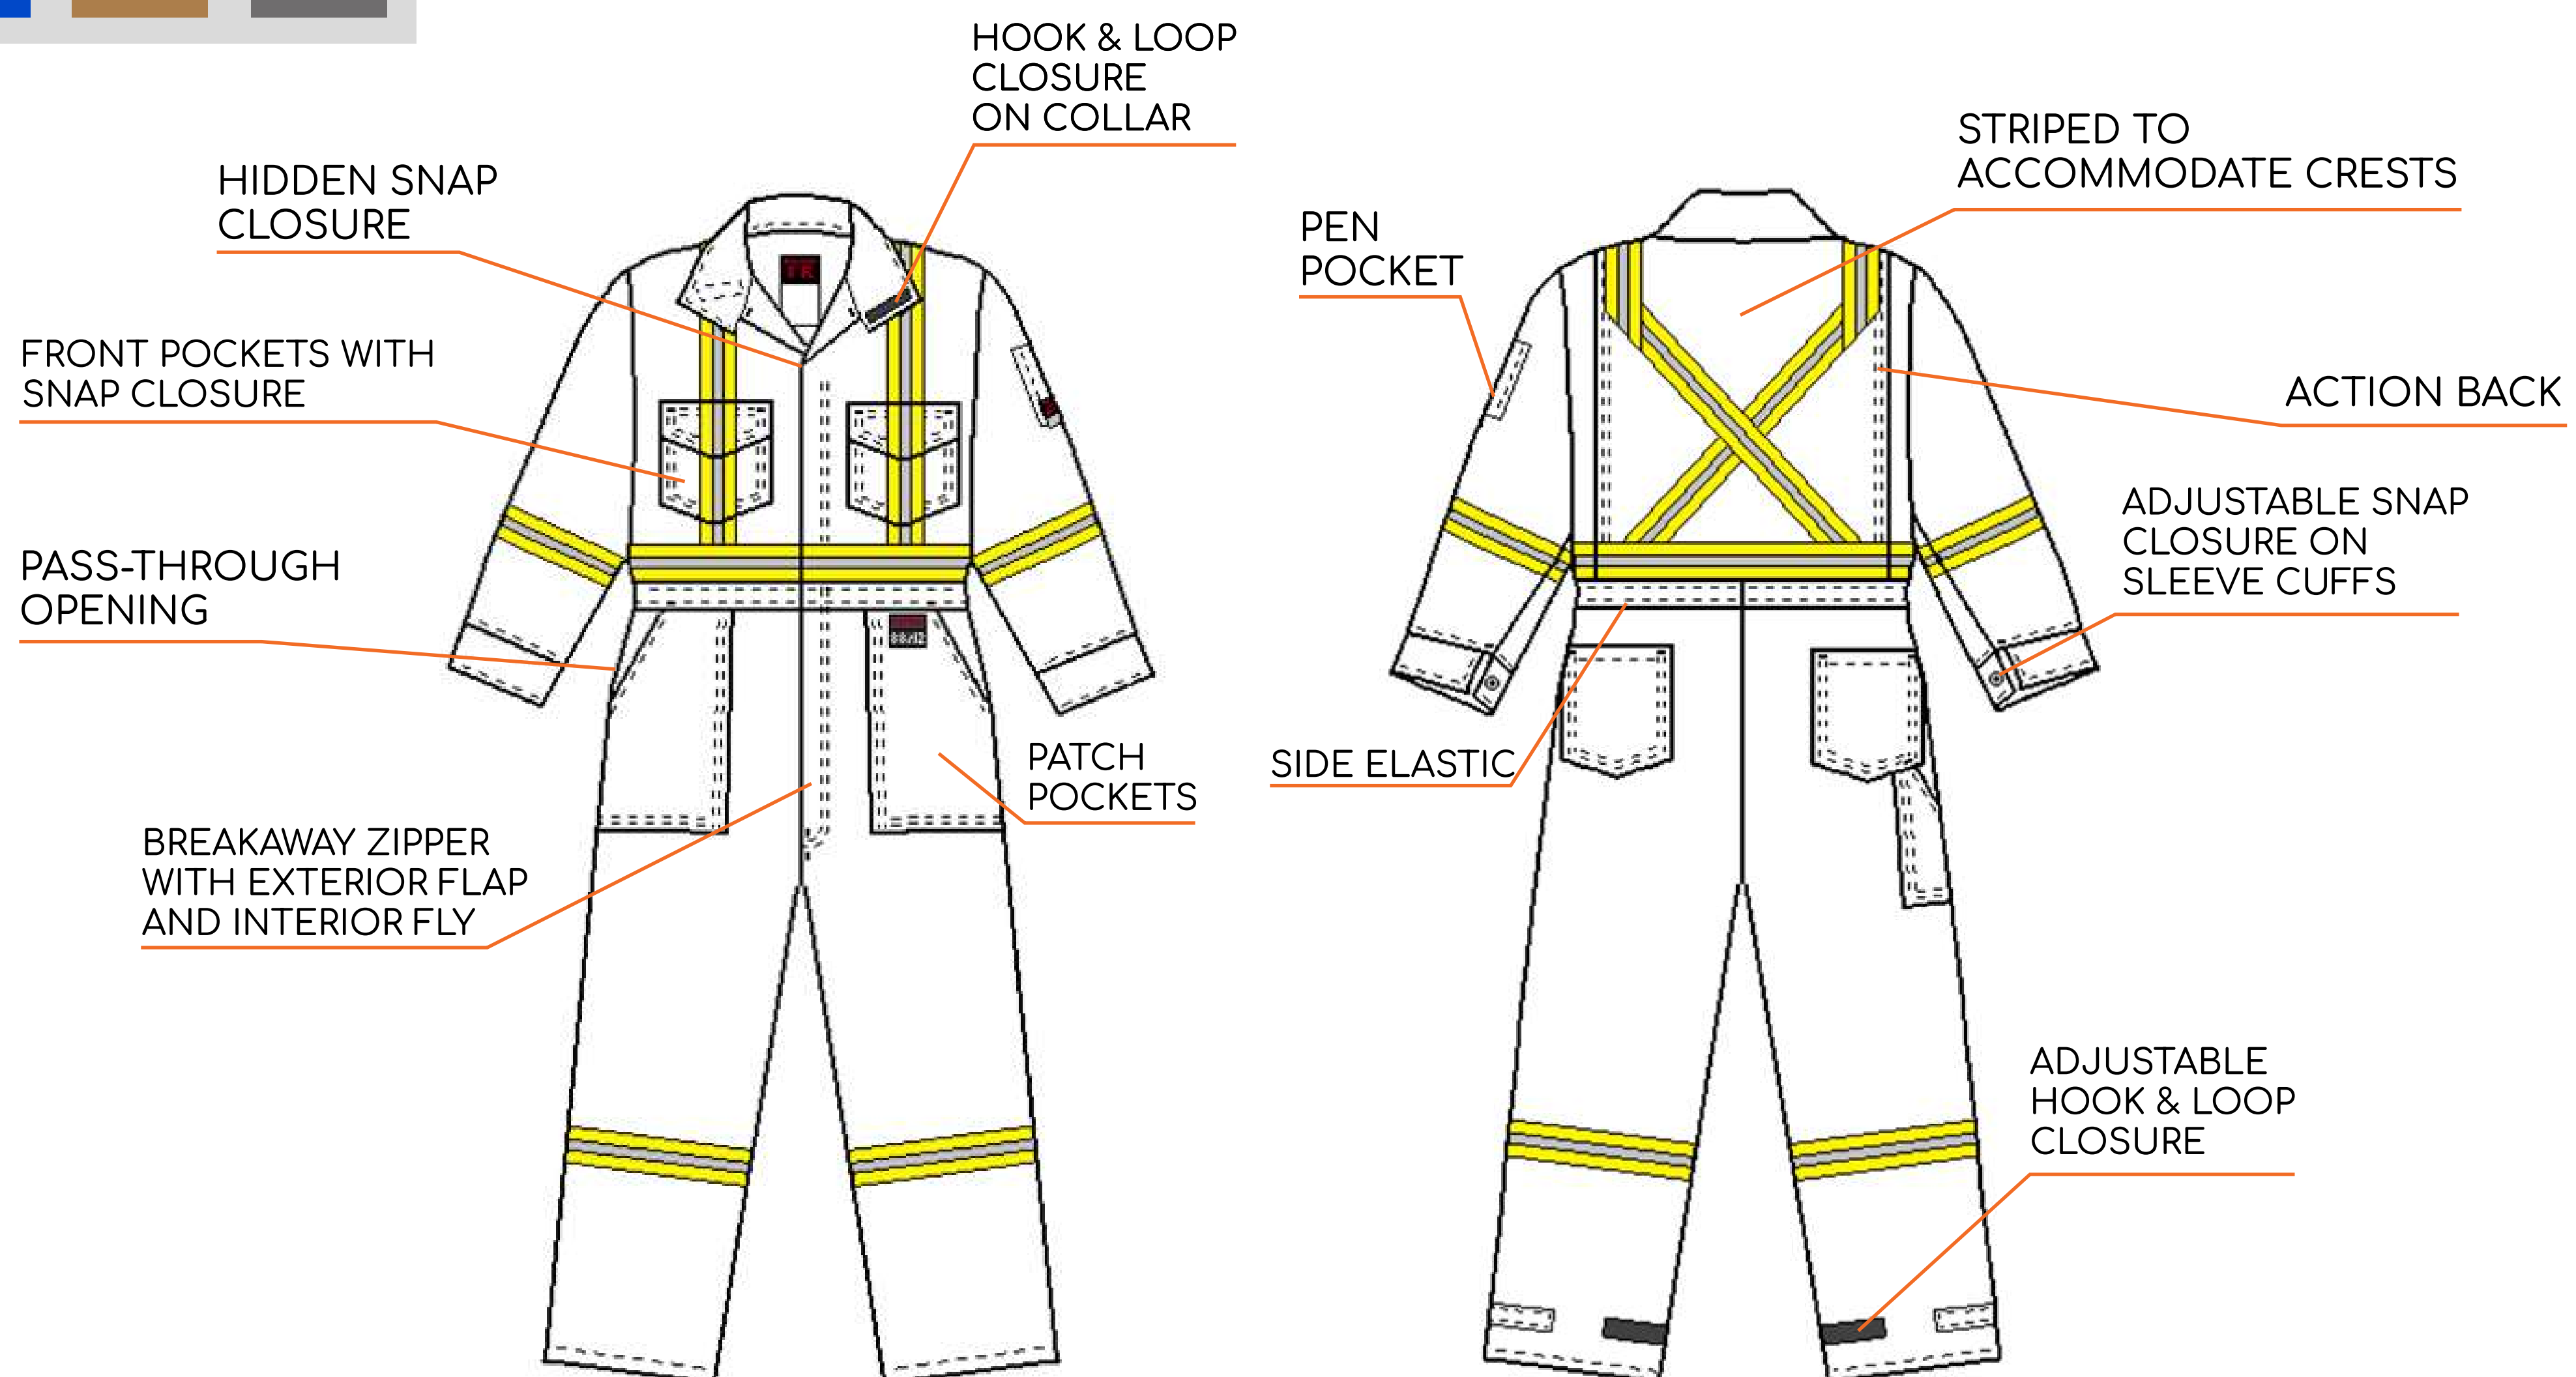 HOOK & LOOP
CLOSURE
ON COLLAR
HIDDEN SNAP
CLOSURE
FRONT POCKETS WITH
SNAP CLOSURE
PASS-THROUGH
OPENING
BREAKAWAY ZIPPER
WITH EXTERIOR FLAP
AND INTERIOR FLY
PATCH
POCKETS
STRIPED TO
ACCOMMODATE CRESTS
PEN
POCKET
ACTION BACK
ADJUSTABLE SNAP
CLOSURE ON
SLEEVE CUFFS
SIDE ELASTIC
ADJUSTABLE
HOOK & LOOP
CLOSURE